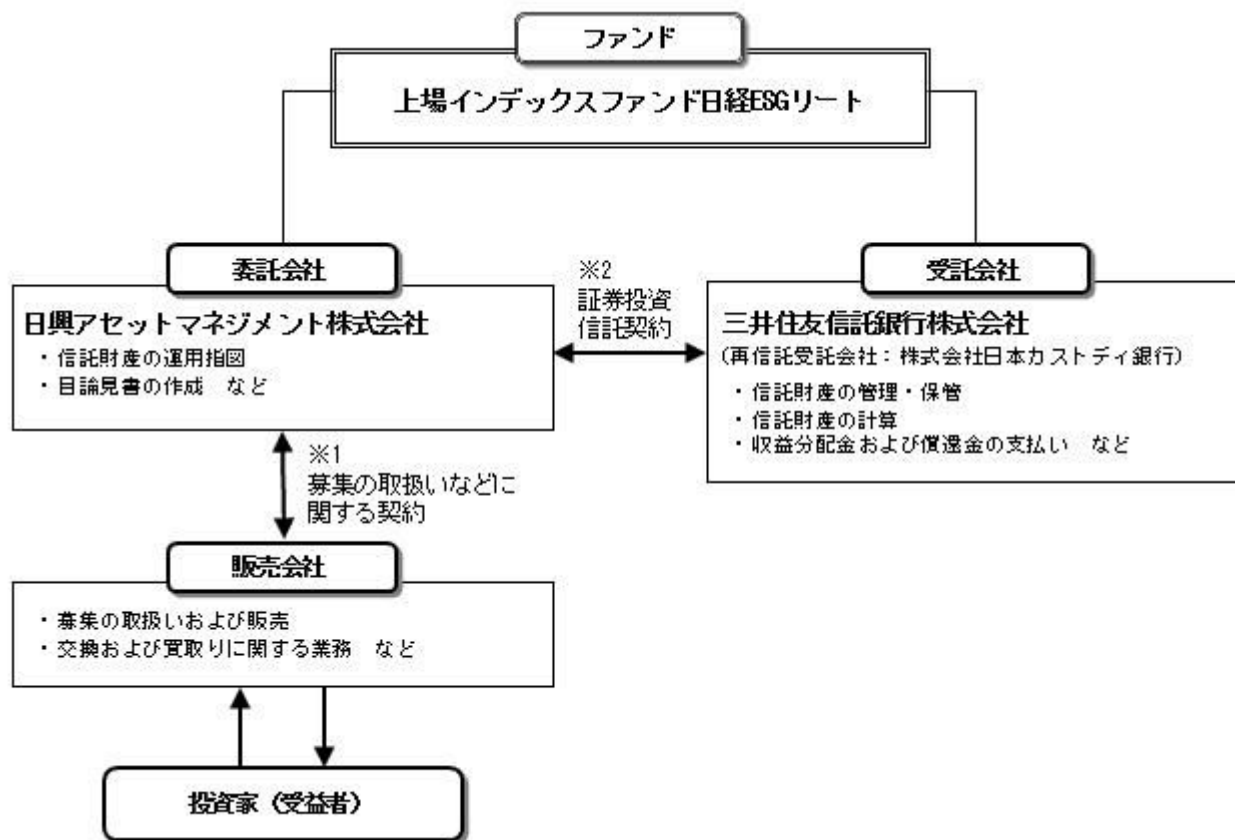 ファンド
上場インデックスファンド日経ESGリート
委託会社
日興アセットマネジメント株式会社
・信託財産の運用指図
・目論見書の作成　など
※2
証券投資
信託契約
受託会社
三井住友信託銀行株式会社
(再信託受託会社：株式会社日本カストディ銀行)
・信託財産の管理・保管
・信託財産の計算
・収益分配金および償還金の支払い　など
※1
募集の取扱いなどに
関する契約
販売会社
・募集の取扱いおよび販売
・交換および買取りに関する業務　など
投資家（受益者）